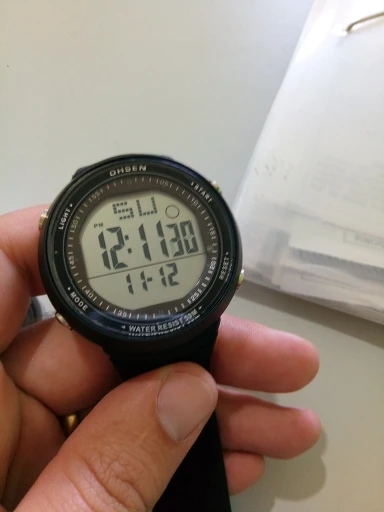 OHSEN
LIGHT
START
SU
PM
12:11 30
11-12
MODE
RESET
WATER RESIST 50M